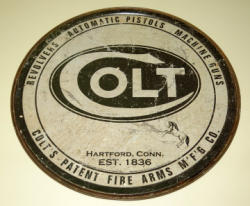 REVOLVERS AUTOMATIC PISTOLS MACHINE GUNS
COLT
HARTFORD, CONN.
EST. 1836
COLT'S PATENT FIRE ARMS M'F'G CO.